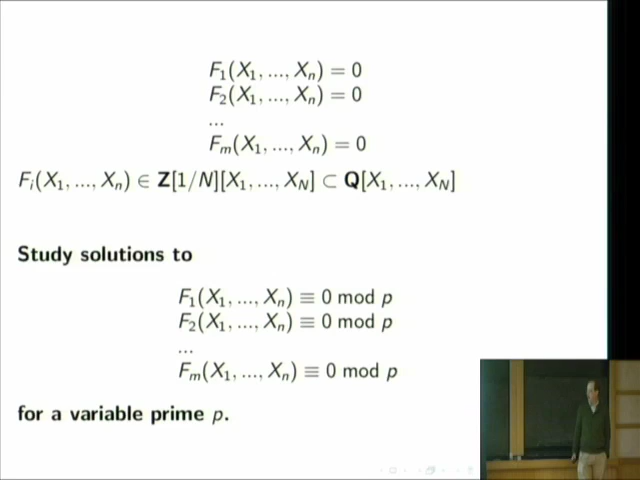 F₁(X₁, ..., Xₙ) = 0
F₂(X₁, ..., Xₙ) = 0
...
Fₘ(X₁, ..., Xₙ) = 0
Fᵢ(X₁, ..., Xₙ) ∈ Z[1/N][X₁, ..., X_N] ⊂ Q[X₁, ..., X_N]
Study solutions to
F₁(X₁, ..., Xₙ) ≡ 0 mod p
F₂(X₁, ..., Xₙ) ≡ 0 mod p
...
Fₘ(X₁, ..., Xₙ) ≡ 0 mod p
for a variable prime p.